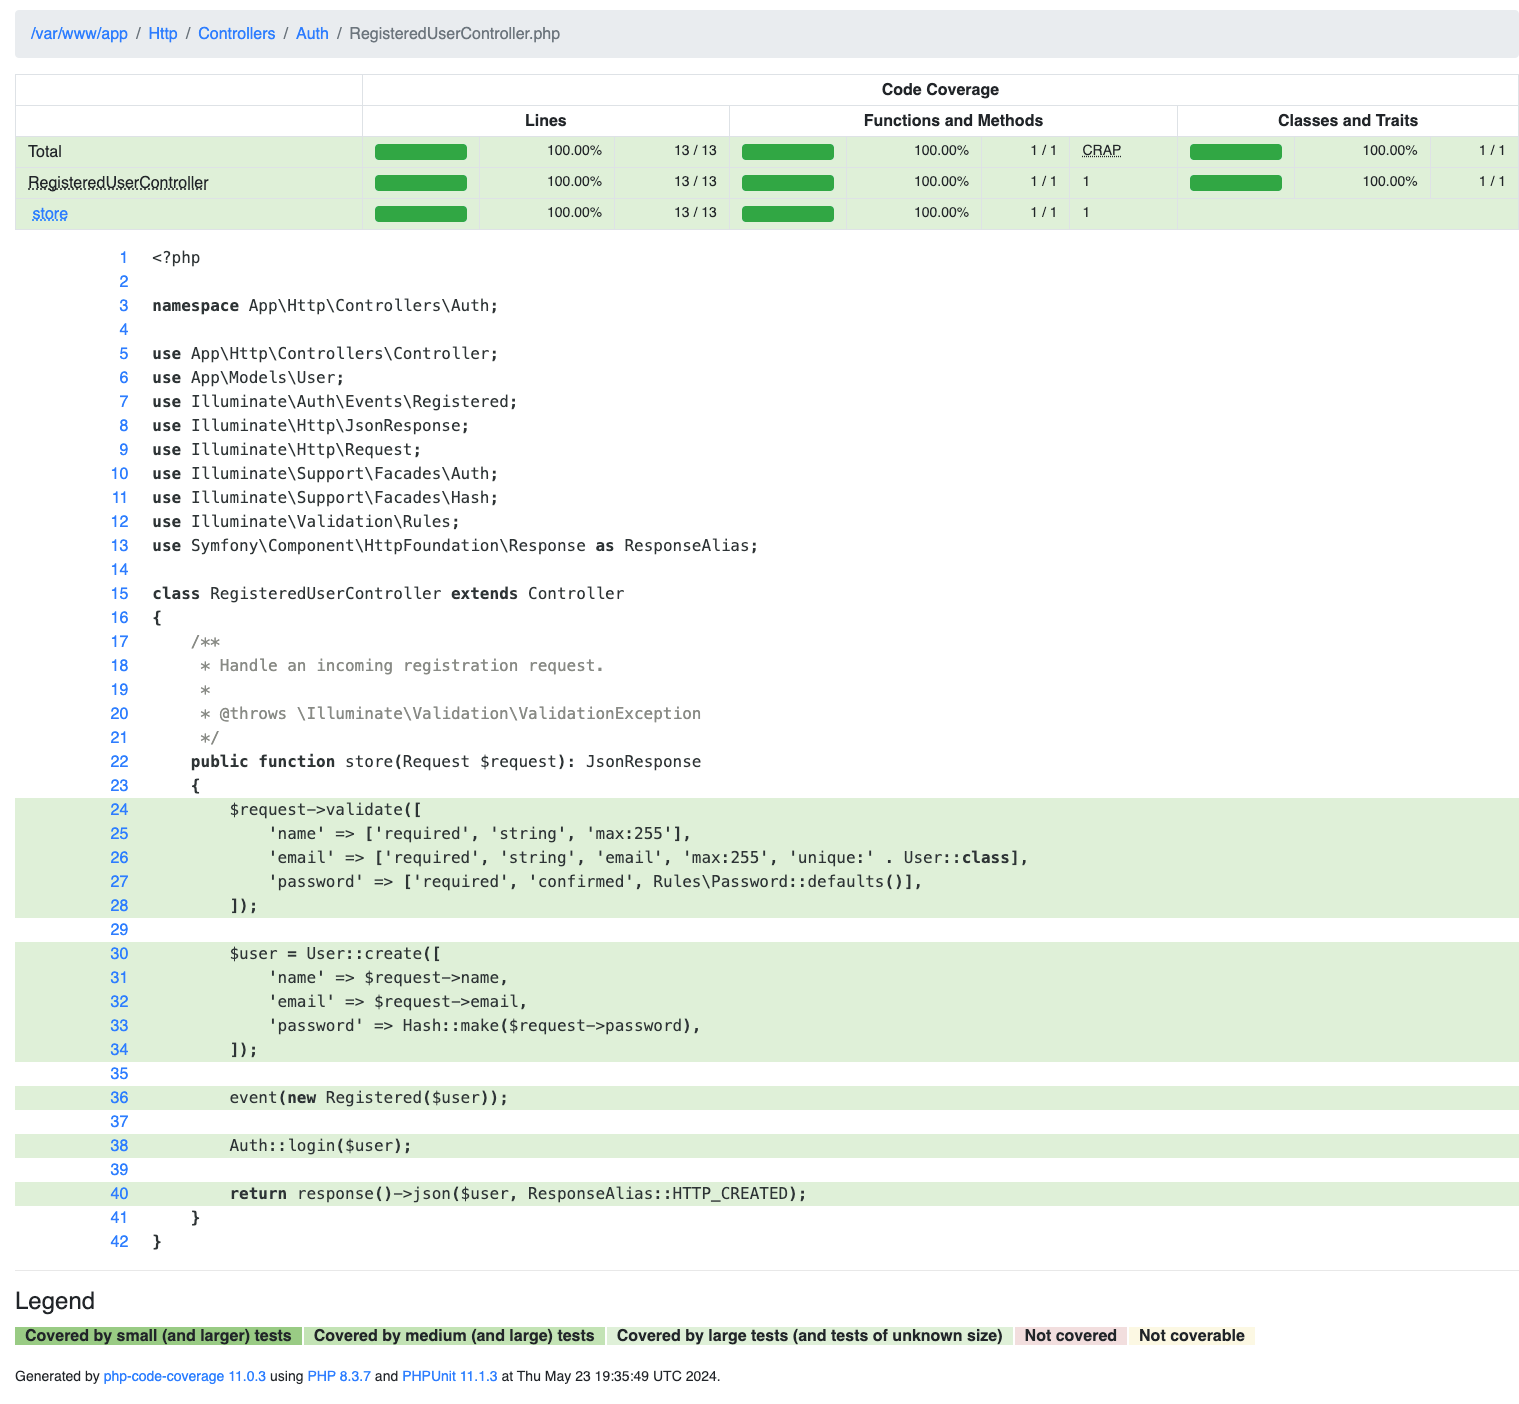 /var/www/app / Http / Controllers / Auth / RegisteredUserController.php
Code Coverage
Lines Functions and Methods Classes and Traits
Total 100.00% 13 / 13 100.00% 1 / 1 CRAP 100.00% 1 / 1
RegisteredUserController 100.00% 13 / 13 100.00% 1 / 1 1 100.00% 1 / 1
store 100.00% 13 / 13 100.00% 1 / 1 1
1 <?php
2
3 namespace App\Http\Controllers\Auth;
4
5 use App\Http\Controllers\Controller;
6 use App\Models\User;
7 use Illuminate\Auth\Events\Registered;
8 use Illuminate\Http\JsonResponse;
9 use Illuminate\Http\Request;
10 use Illuminate\Support\Facades\Auth;
11 use Illuminate\Support\Facades\Hash;
12 use Illuminate\Validation\Rules;
13 use Symfony\Component\HttpFoundation\Response as ResponseAlias;
14
15 class RegisteredUserController extends Controller
16 {
17     /**
18      * Handle an incoming registration request.
19      *
20      * @throws \Illuminate\Validation\ValidationException
21      */
22     public function store(Request $request): JsonResponse
23     {
24         $request->validate([
25             'name' => ['required', 'string', 'max:255'],
26             'email' => ['required', 'string', 'email', 'max:255', 'unique:' . User::class],
27             'password' => ['required', 'confirmed', Rules\Password::defaults()],
28         ]);
29
30         $user = User::create([
31             'name' => $request->name,
32             'email' => $request->email,
33             'password' => Hash::make($request->password),
34         ]);
35
36         event(new Registered($user));
37
38         Auth::login($user);
39
40         return response()->json($user, ResponseAlias::HTTP_CREATED);
41     }
42 }
Legend
Covered by small (and larger) tests Covered by medium (and large) tests Covered by large tests (and tests of unknown size) Not covered Not coverable
Generated by php-code-coverage 11.0.3 using PHP 8.3.7 and PHPUnit 11.1.3 at Thu May 23 19:35:49 UTC 2024.